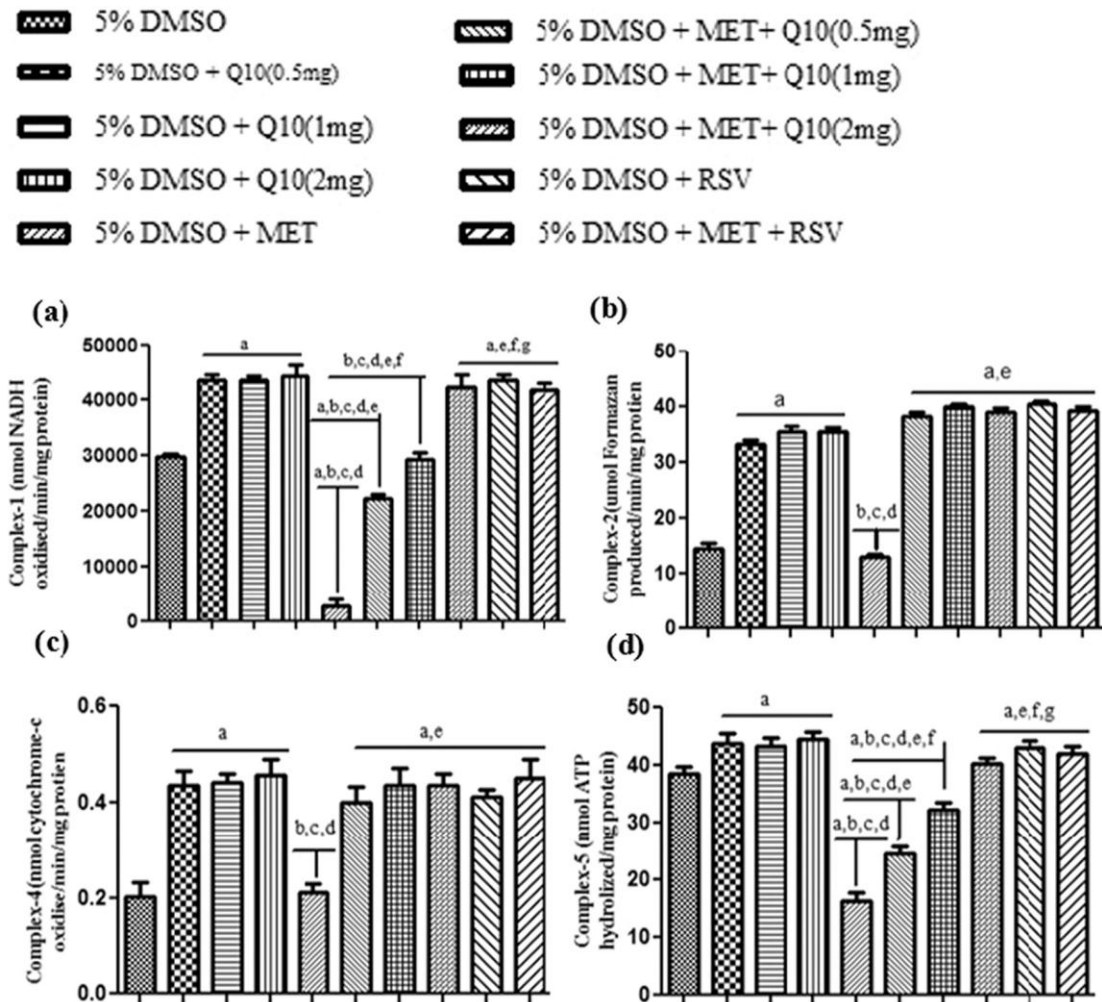 5% DMSO
5% DMSO + Q10(0.5mg)
5% DMSO + Q10(1mg)
5% DMSO + Q10(2mg)
5% DMSO + MET
5% DMSO + MET+ Q10(0.5mg)
5% DMSO + MET+ Q10(1mg)
5% DMSO + MET+ Q10(2mg)
5% DMSO + RSV
5% DMSO + MET + RSV
(a)
Complex-1 (nmol NADH
oxidised/min/mg protein)
50000
40000
30000
20000
10000
0
a
a,b,c,d
a,b,c,d,e
b,c,d,e,f
a,e,f,g
(b)
Complex-2 (umol Formazan
produced/min/mg protien)
50
40
30
20
10
0
a
b,c,d
a,e
(c)
Complex-4 (nmol cytochrome-c
oxidise/min/mg protien
0.6
0.4
0.2
0.0
a
b,c,d
a,e
(d)
Complex-5 (nmol ATP
hydrolized/mg protein)
50
40
30
20
10
0
a
a,b,c,d
a,b,c,d,e
a,b,c,d,e,f
a,e,f,g